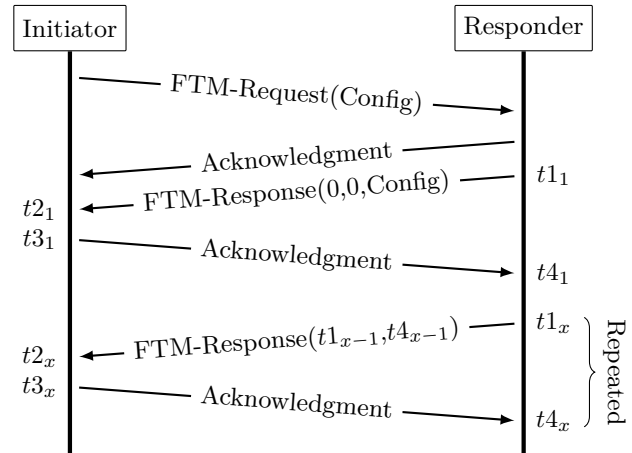 Initiator
Responder
FTM-Request(Config)
Acknowledgment
FTM-Response(0,0,Config)
t1₁
t2₁
t3₁
Acknowledgment
t4₁
t1ₓ
FTM-Response(t1ₓ₋₁,t4ₓ₋₁)
t2ₓ
t3ₓ
Acknowledgment
t4ₓ
Repeated